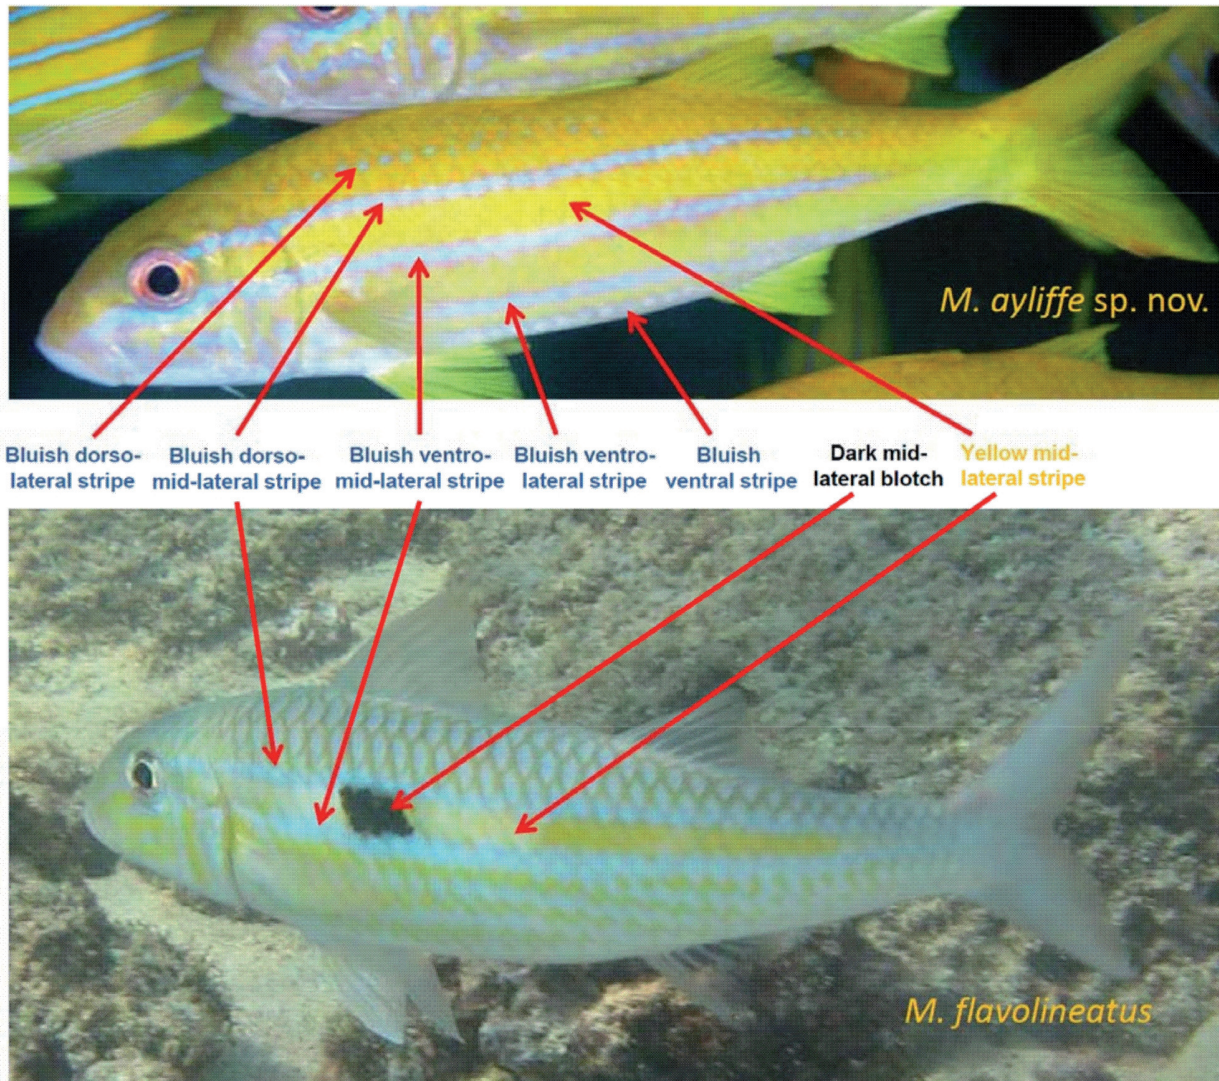 M. ayliffe sp. nov.
Bluish dorso-
lateral stripe
Bluish dorso-
mid-lateral stripe
Bluish ventro-
mid-lateral stripe
Bluish ventro-
lateral stripe
Bluish
ventral stripe
Dark mid-
lateral blotch
Yellow mid-
lateral stripe
M. flavolineatus